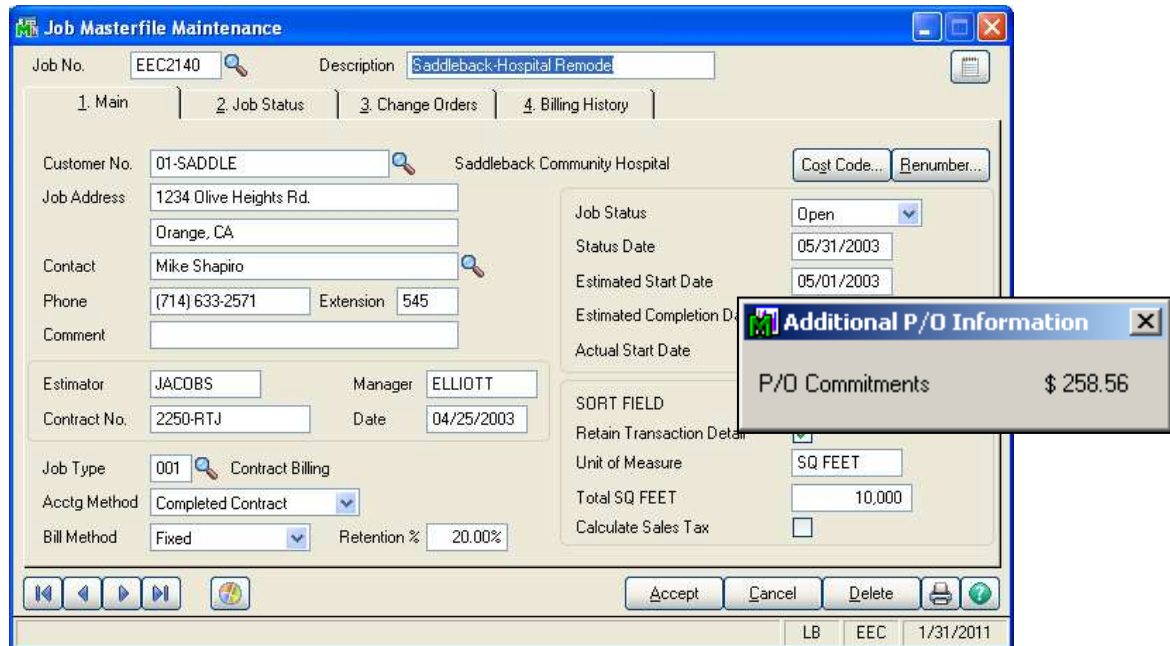 Job Masterfile Maintenance
Job No. EEC2140 Description Saddleback-Hospital Remodel
1. Main 2. Job Status 3. Change Orders 4. Billing History
Customer No. 01-SADDLE Saddleback Community Hospital Cost Code... Renumber...
Job Address 1234 Olive Heights Rd.
Orange, CA
Contact Mike Shapiro
Phone (714) 633-2571 Extension 545
Comment
Estimator JACOBS Manager ELLIOTT
Contract No. 2250-RTJ Date 04/25/2003
Job Type 001 Contract Billing
Acctg Method Completed Contract
Bill Method Fixed Retention % 20.00%
Job Status Open
Status Date 05/31/2003
Estimated Start Date 05/01/2003
Estimated Completion Da
Actual Start Date
SORT FIELD
Retain Transaction Detail
Unit of Measure SQ FEET
Total SQ FEET 10,000
Calculate Sales Tax
Additional P/O Information
P/O Commitments $ 258.56
Accept Cancel Delete
LB EEC 1/31/2011